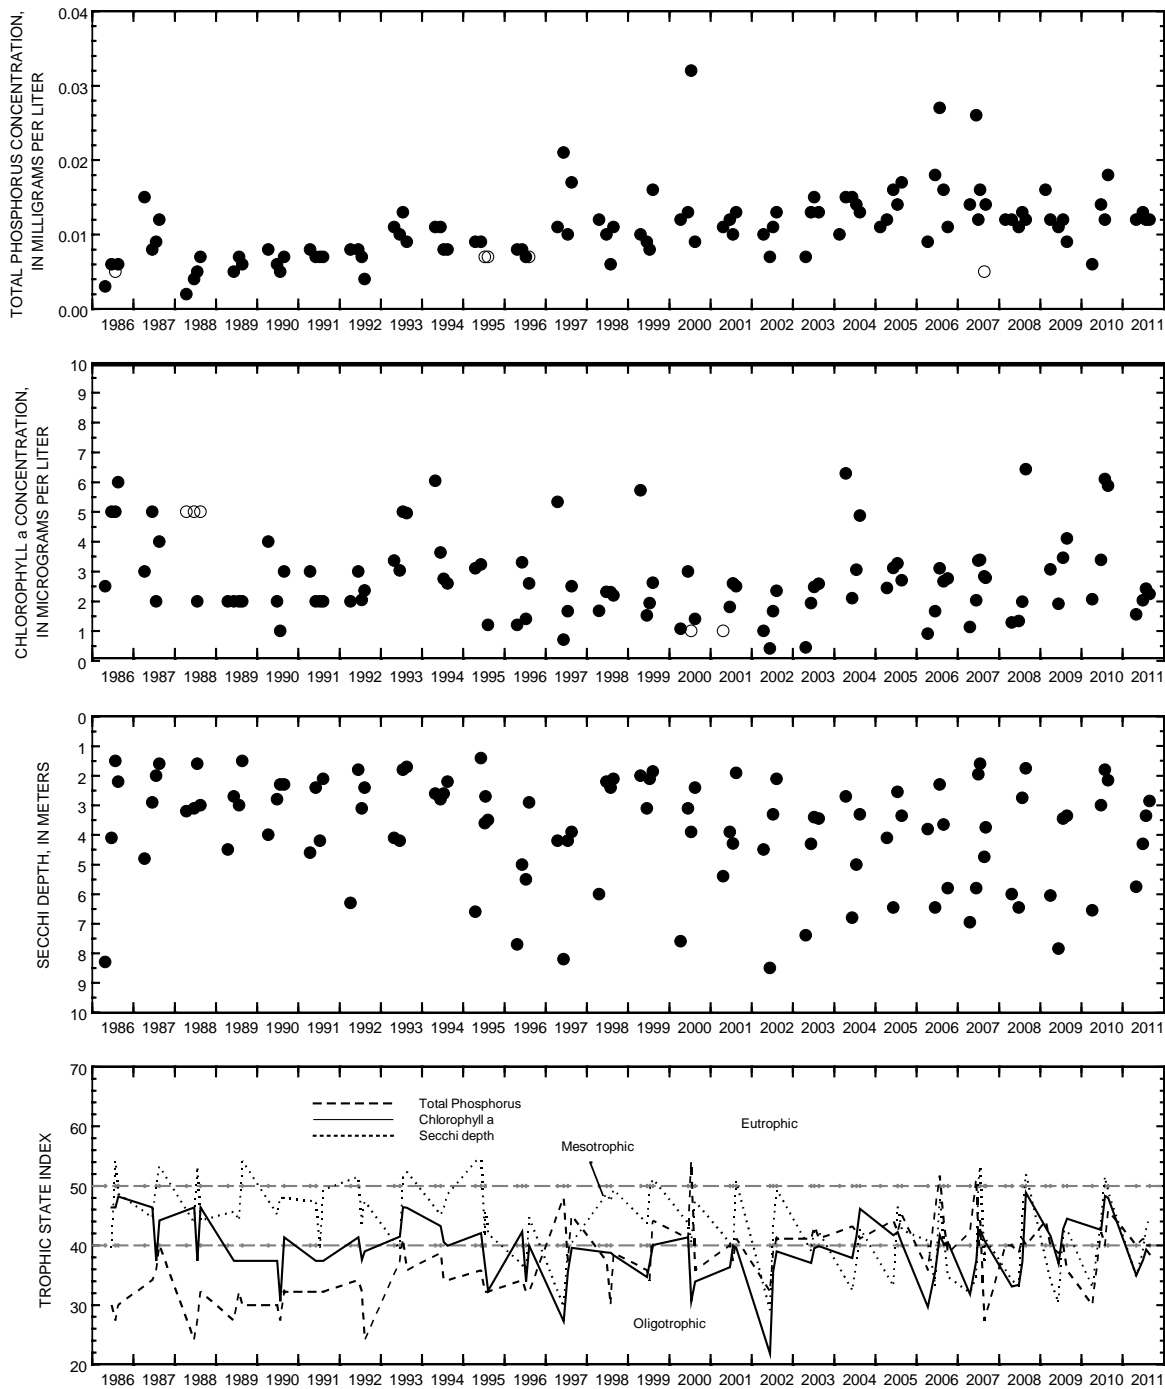 TOTAL PHOSPHORUS CONCENTRATION,
IN MILLIGRAMS PER LITER
0.04
0.03
0.02
0.01
0.00
1986 1987 1988 1989 1990 1991 1992 1993 1994 1995 1996 1997 1998 1999 2000 2001 2002 2003 2004 2005 2006 2007 2008 2009 2010 2011
CHLOROPHYLL a CONCENTRATION,
IN MICROGRAMS PER LITER
10
9
8
7
6
5
4
3
2
1
0
1986 1987 1988 1989 1990 1991 1992 1993 1994 1995 1996 1997 1998 1999 2000 2001 2002 2003 2004 2005 2006 2007 2008 2009 2010 2011
SECCHI DEPTH, IN METERS
0
1
2
3
4
5
6
7
8
9
10
1986 1987 1988 1989 1990 1991 1992 1993 1994 1995 1996 1997 1998 1999 2000 2001 2002 2003 2004 2005 2006 2007 2008 2009 2010 2011
TROPHIC STATE INDEX
70
60
50
40
30
20
Total Phosphorus
Chlorophyll a
Secchi depth
Mesotrophic
Eutrophic
Oligotrophic
1986 1987 1988 1989 1990 1991 1992 1993 1994 1995 1996 1997 1998 1999 2000 2001 2002 2003 2004 2005 2006 2007 2008 2009 2010 2011